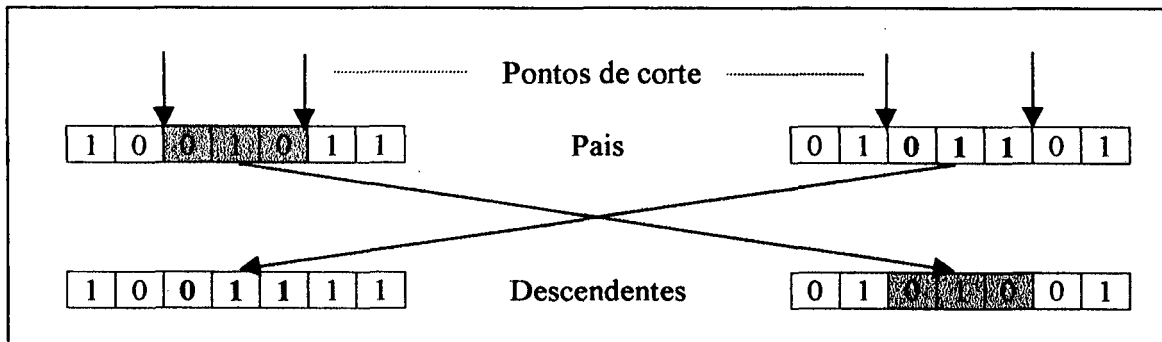 Pontos de corte
1 0 0 1 0 1 1 Pais 0 1 0 1 1 0 1
1 0 0 1 1 1 1 Descendentes 0 1 0 1 0 0 1